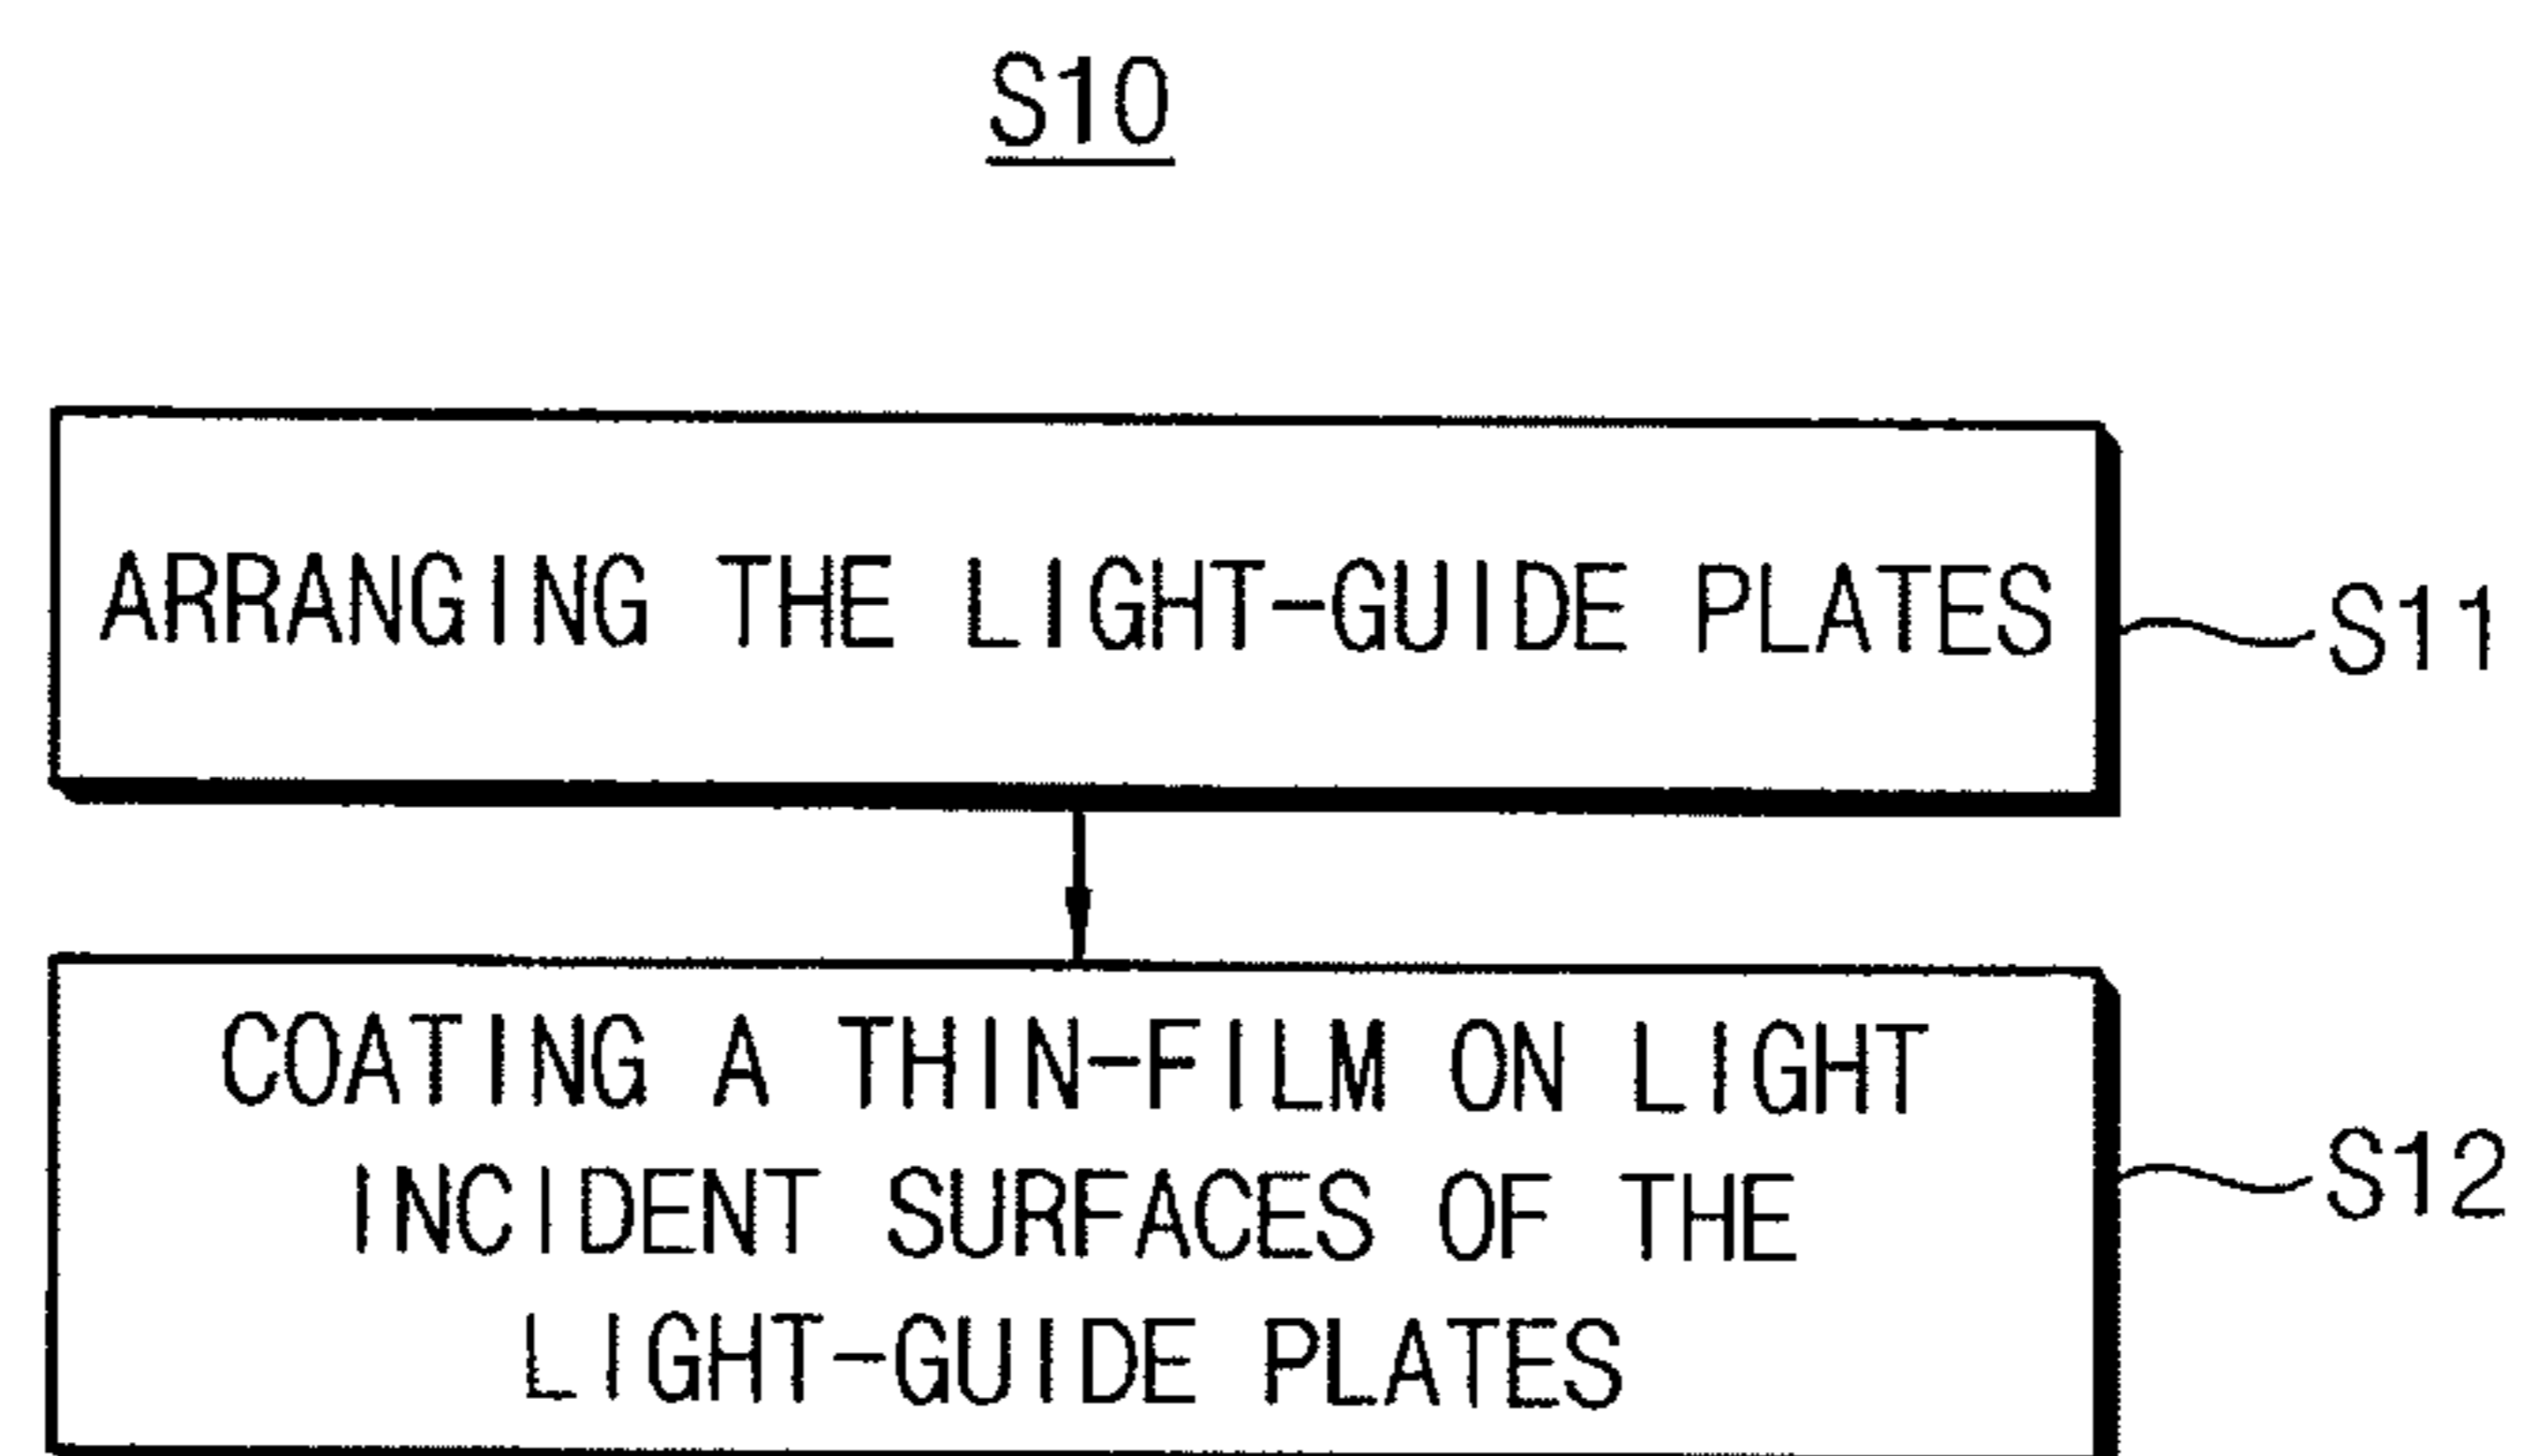 S10
ARRANGING THE LIGHT-GUIDE PLATES
S11
COATING A THIN-FILM ON LIGHT
INCIDENT SURFACES OF THE
LIGHT-GUIDE PLATES
S12